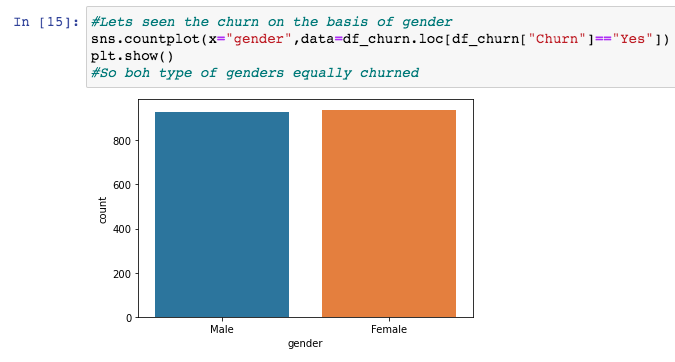 In [15]: #Lets seen the churn on the basis of gender
sns.countplot(x="gender",data=df_churn.loc[df_churn["Churn"]=="Yes"])
plt.show()
#So boh type of genders equally churned
800
600
400
200
0
count
Male Female
gender